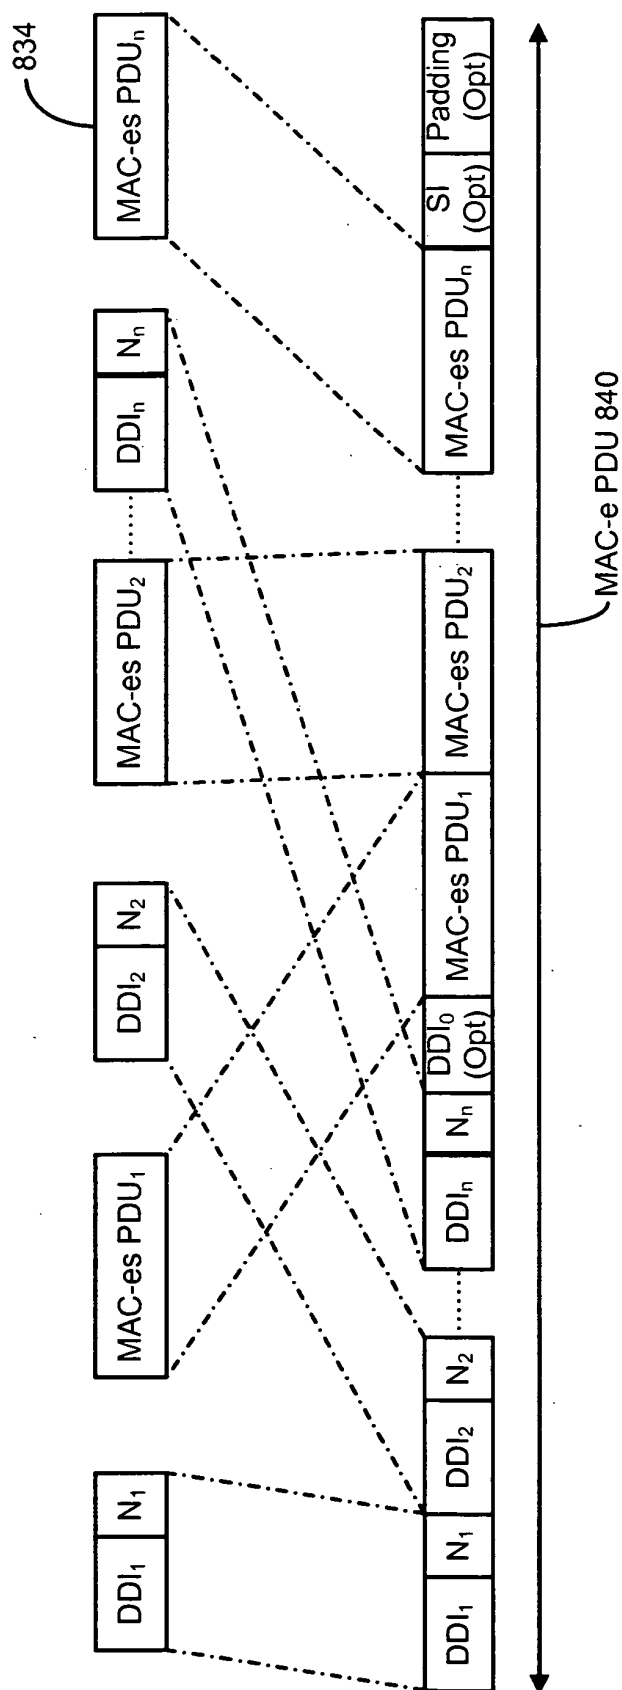 834
DDI₁ N₁
MAC-es PDU₁
DDI₂ N₂
MAC-es PDU₂
DDIₙ Nₙ
MAC-es PDUₙ
DDI₁ N₁ DDI₂ N₂ DDIₙ Nₙ DDI₀ (Opt) MAC-es PDU₁ MAC-es PDU₂ MAC-es PDUₙ SI (Opt) Padding (Opt)
MAC-e PDU 840